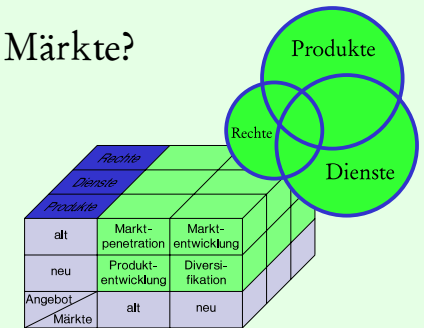 Märkte?
Produkte
Rechte
Dienste
Rechte
Dienste
Produkte
alt
Markt-
penetration
Markt-
entwicklung
neu
Produkt-
entwicklung
Diversi-
fikation
Angebot
Märkte
alt
neu